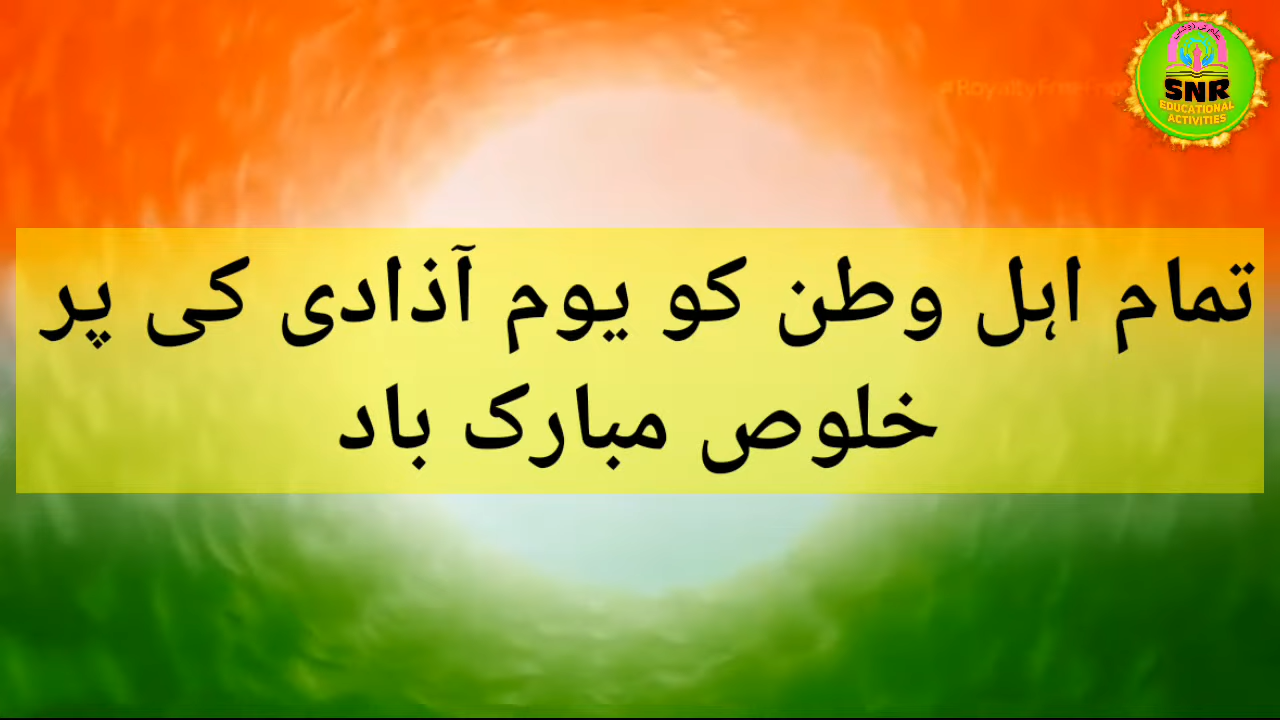 تمام اہل وطن کو یوم آذادی کی پر
خلوص مبارک باد
SNR
EDUCATIONAL
ACTIVITIES